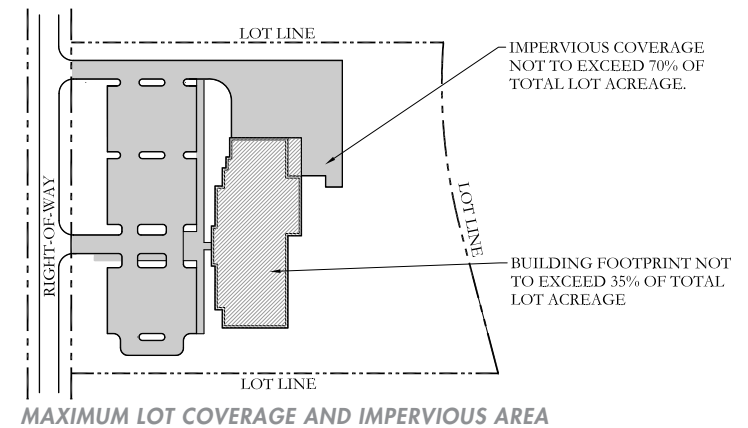 LOT LINE
IMPERVIOUS COVERAGE
NOT TO EXCEED 70% OF
TOTAL LOT ACREAGE.
RIGHT-OF-WAY
LOT LINE
BUILDING FOOTPRINT NOT
TO EXCEED 35% OF TOTAL
LOT ACREAGE
LOT LINE
MAXIMUM LOT COVERAGE AND IMPERVIOUS AREA